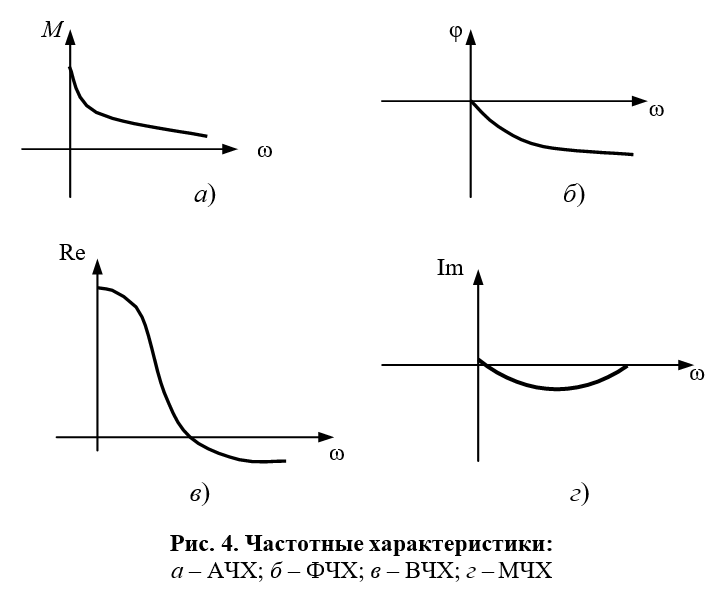 M
ω
а)
φ
ω
б)
Re
ω
в)
Im
ω
г)
Рис. 4. Частотные характеристики:
а – АЧХ; б – ФЧХ; в – ВЧХ; г – МЧХ